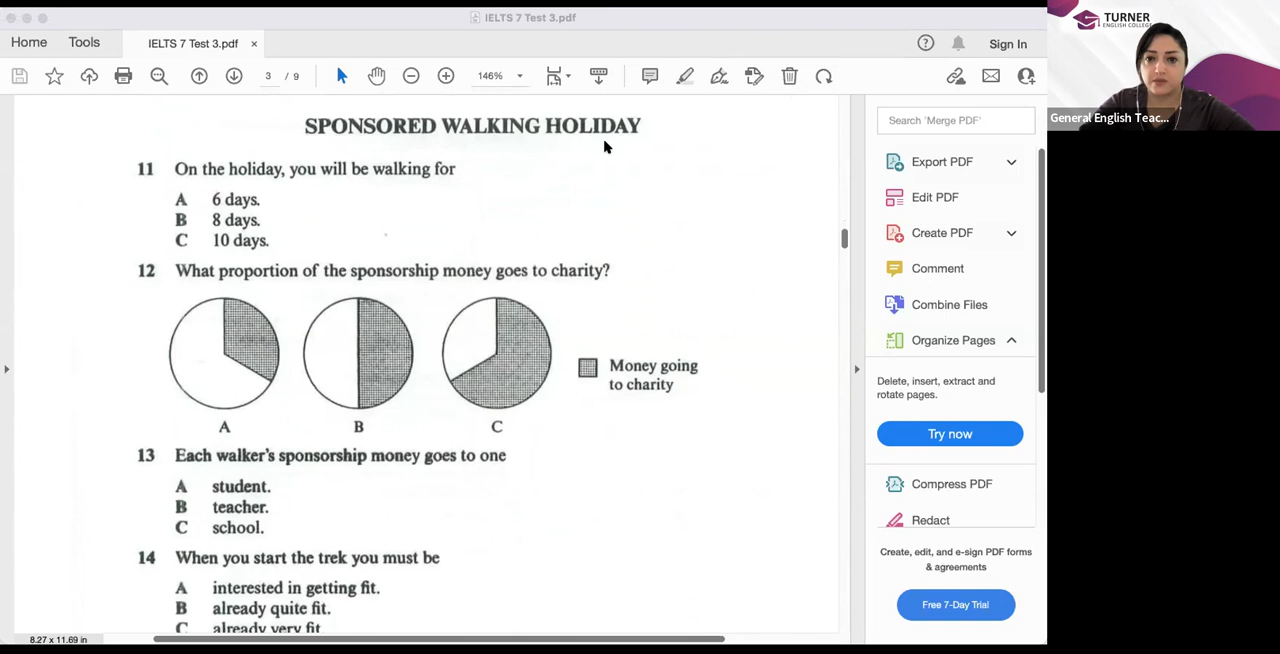 IELTS 7 Test 3.pdf
Home
Tools
IELTS 7 Test 3.pdf
×
Sign In
3 / 9
146%
SPONSORED WALKING HOLIDAY
11 On the holiday, you will be walking for
A 6 days.
B 8 days.
C 10 days.
12 What proportion of the sponsorship money goes to charity?
Money going
to charity
A B C
13 Each walker's sponsorship money goes to one
A student.
B teacher.
C school.
14 When you start the trek you must be
A interested in getting fit.
B already quite fit.
C already very fit
8.27 x 11.69 in
Search 'Merge PDF'
Export PDF
Edit PDF
Create PDF
Comment
Combine Files
Organize Pages
Delete, insert, extract and
rotate pages.
Try now
Compress PDF
Redact
Create, edit, and e-sign PDF forms
& agreements
Free 7-Day Trial
TURNER
ENGLISH COLLEGE
General English Teac...